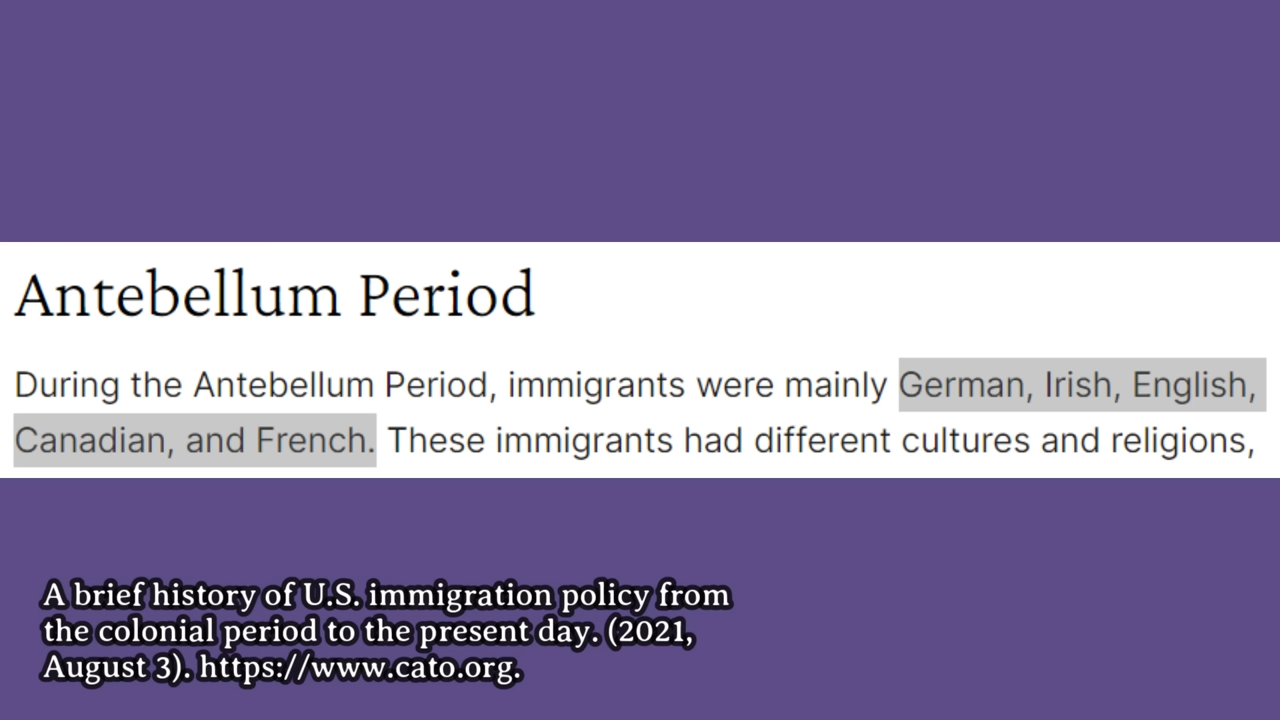 Antebellum Period
During the Antebellum Period, immigrants were mainly German, Irish, English,
Canadian, and French. These immigrants had different cultures and religions,
A brief history of U.S. immigration policy from
the colonial period to the present day. (2021,
August 3). https://www.cato.org.